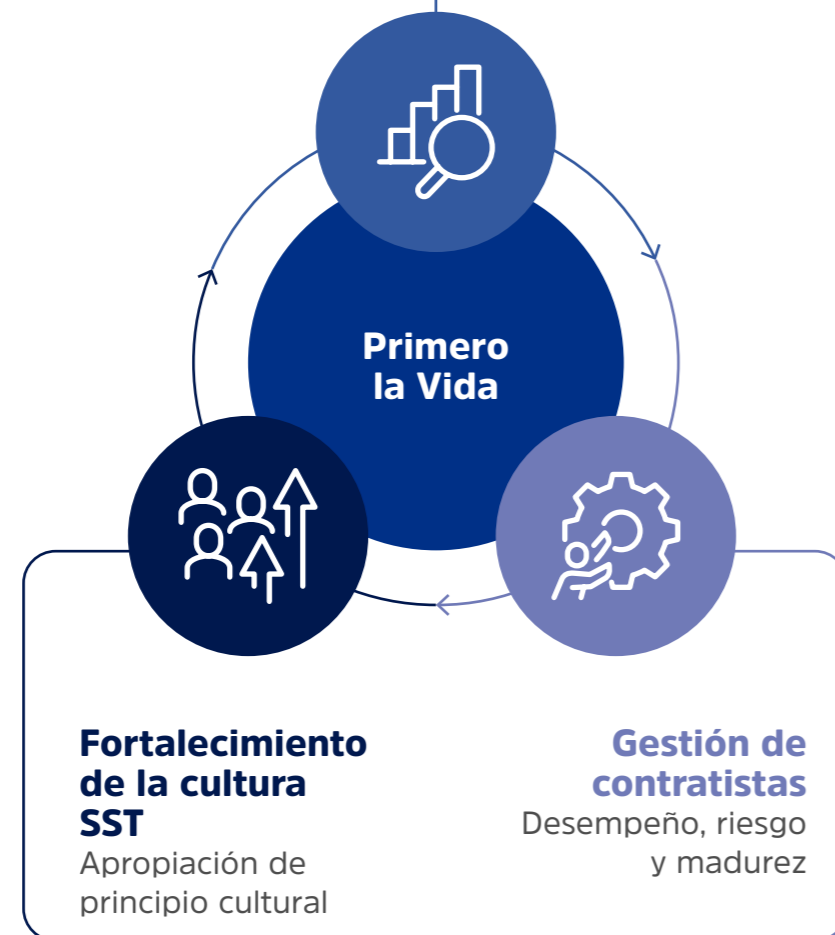 Primero
la Vida
Fortalecimiento
de la cultura
SST
Apropiación de
principio cultural
Gestión de
contratistas
Desempeño, riesgo
y madurez